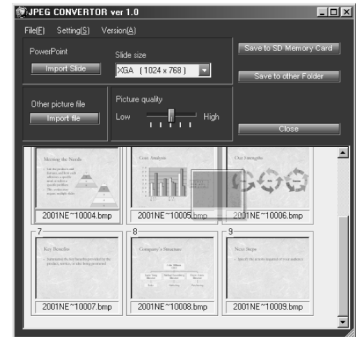 JPEG CONVERTOR ver 1.0
File(F) Setting(S) Version(A)
PowerPoint
Import Slide
Slide size
XGA (1024 x 768)
Save to SD Memory Card
Save to other Folder
Other picture file
Import file
Picture quality
Low High
Close
Meeting the Needs
Cost Analysis
Our Strengths
2001NE~10004.bmp 2001NE~10005.bmp 2001NE~10006.bmp
7 8 9
Key Benefits
Company's Structure
Next Steps
2001NE~10007.bmp 2001NE~10008.bmp 2001NE~10009.bmp